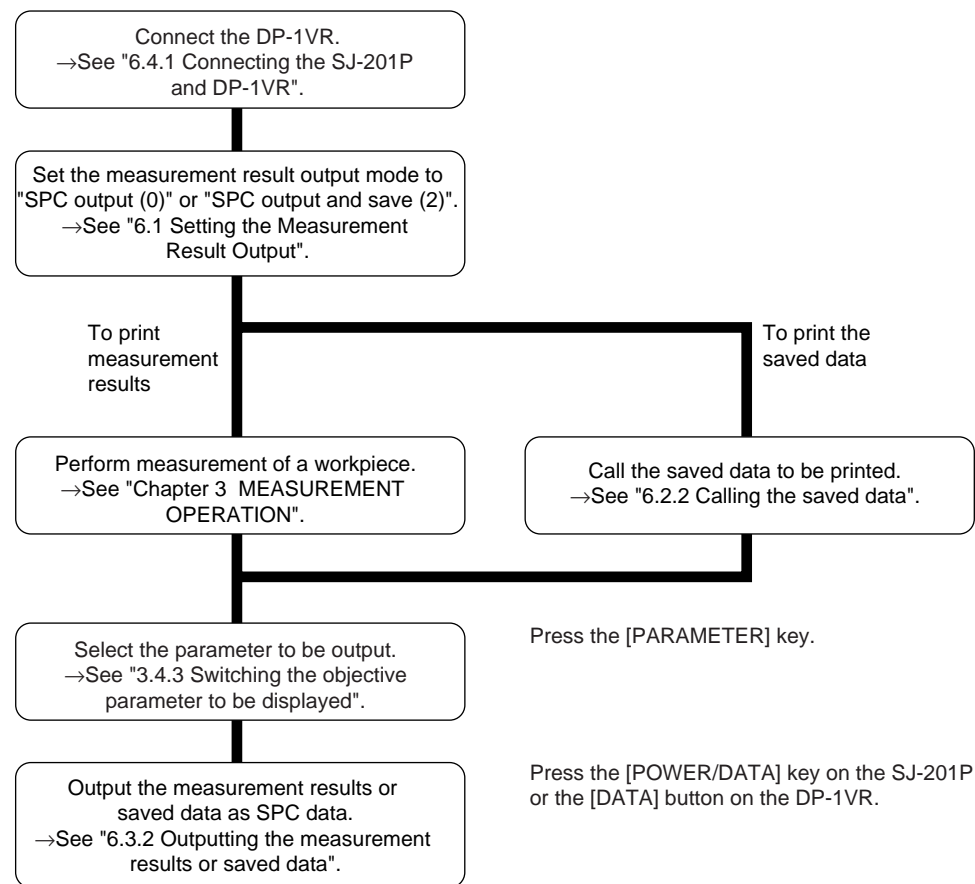 Connect the DP-1VR.
→See "6.4.1 Connecting the SJ-201P
and DP-1VR".
Set the measurement result output mode to
"SPC output (0)" or "SPC output and save (2)".
→See "6.1 Setting the Measurement
Result Output".
To print
measurement
results
To print the
saved data
Perform measurement of a workpiece.
→See "Chapter 3  MEASUREMENT
OPERATION".
Call the saved data to be printed.
→See "6.2.2 Calling the saved data".
Select the parameter to be output.
→See "3.4.3 Switching the objective
parameter to be displayed".
Press the [PARAMETER] key.
Output the measurement results or
saved data as SPC data.
→See "6.3.2 Outputting the measurement
results or saved data".
Press the [POWER/DATA] key on the SJ-201P
or the [DATA] button on the DP-1VR.